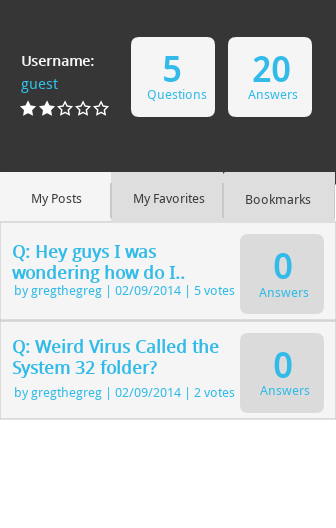 Username:
guest
5
Questions
20
Answers
My Posts
My Favorites
Bookmarks
Q: Hey guys I was
wondering how do I..
by gregthegreg | 02/09/2014 | 5 votes
0
Answers
Q: Weird Virus Called the
System 32 folder?
by gregthegreg | 02/09/2014 | 2 votes
0
Answers